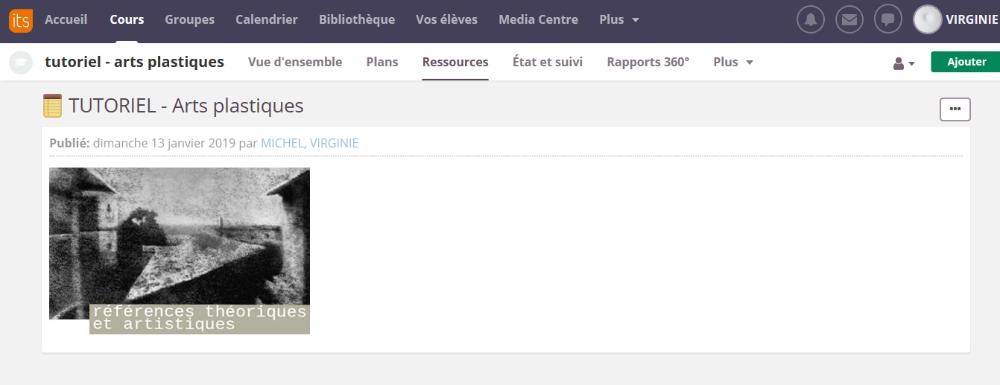 its Accueil Cours Groupes Calendrier Bibliothèque Vos élèves Media Centre Plus VIRGINIE
tutoriel - arts plastiques Vue d'ensemble Plans Ressources État et suivi Rapports 360° Plus Ajouter
TUTORIEL - Arts plastiques
Publié: dimanche 13 janvier 2019 par MICHEL, VIRGINIE
références théoriques
et artistiques